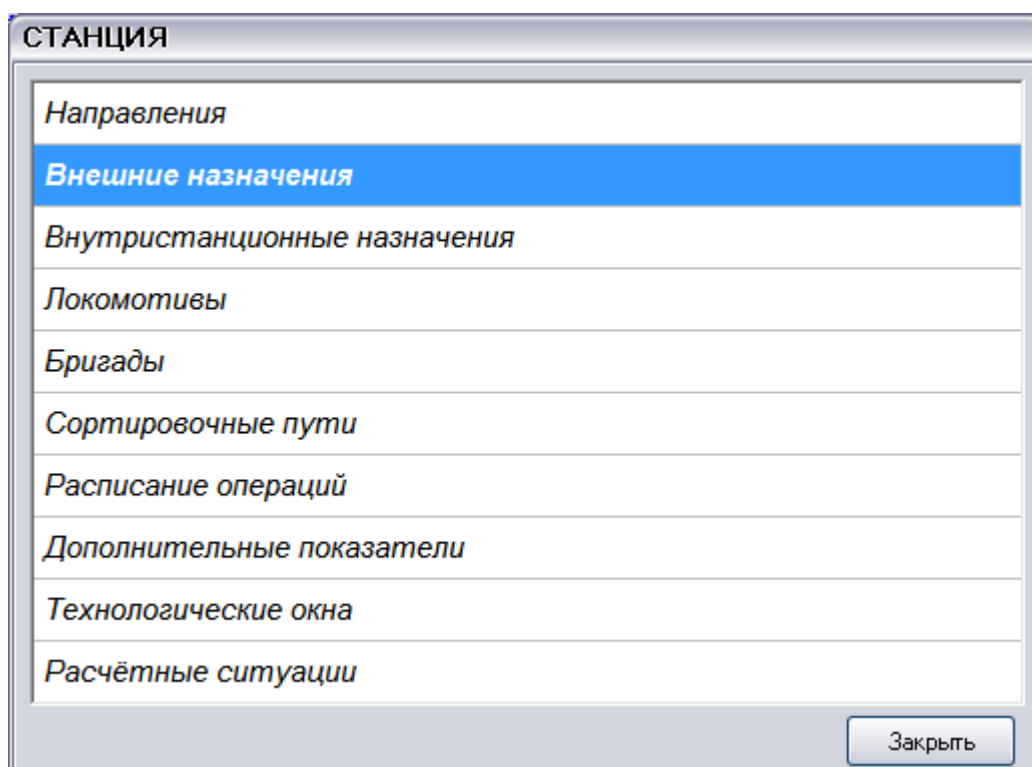 СТАНЦИЯ
Направления
Внешние назначения
Внутристанционные назначения
Локомотивы
Бригады
Сортировочные пути
Расписание операций
Дополнительные показатели
Технологические окна
Расчётные ситуации
Закрыть